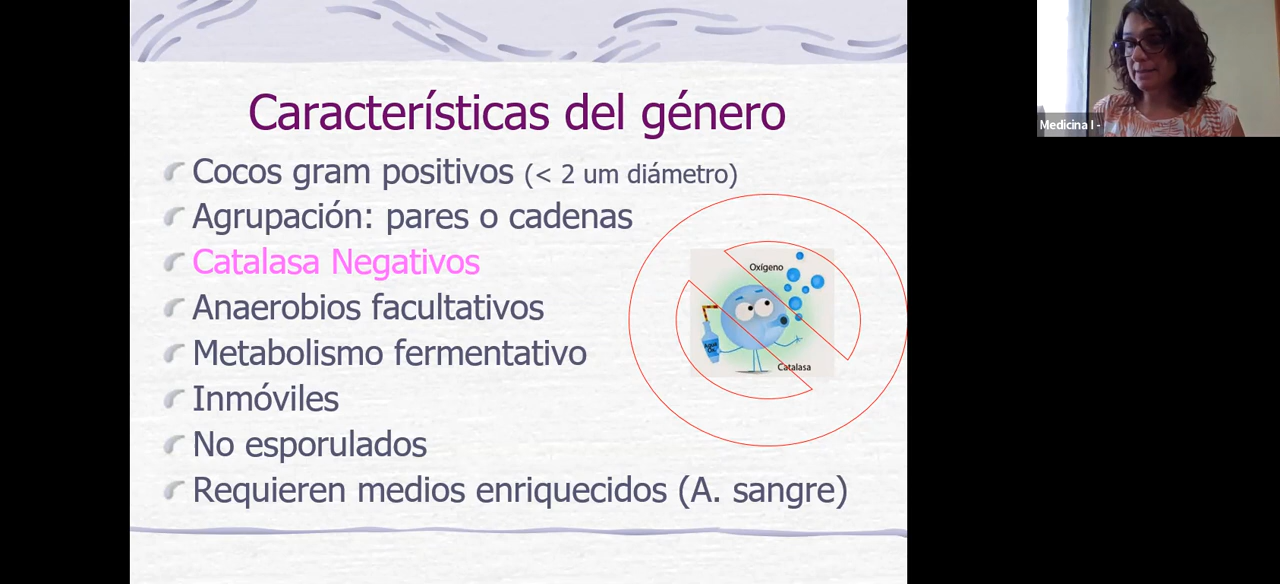 Características del género
Cocos gram positivos (< 2 um diámetro)
Agrupación: pares o cadenas
Catalasa Negativos
Anaerobios facultativos
Metabolismo fermentativo
Inmóviles
No esporulados
Requieren medios enriquecidos (A. sangre)
Oxígeno
Catalasa
Medicina I -